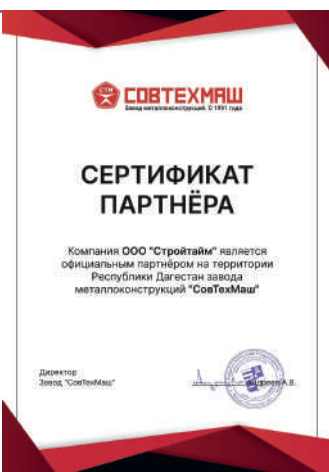 СТМ
СОВТЕХМАШ
Завод металлоконструкций. С 1991 года
СЕРТИФИКАТ
ПАРТНЁРА
Компания ООО "Стройтайм" является
официальным партнёром на территории
Республики Дагестан завода
металлоконструкций "СовТехМаш"
Директор
Завод "СовТехМаш"
Андреев А.В.